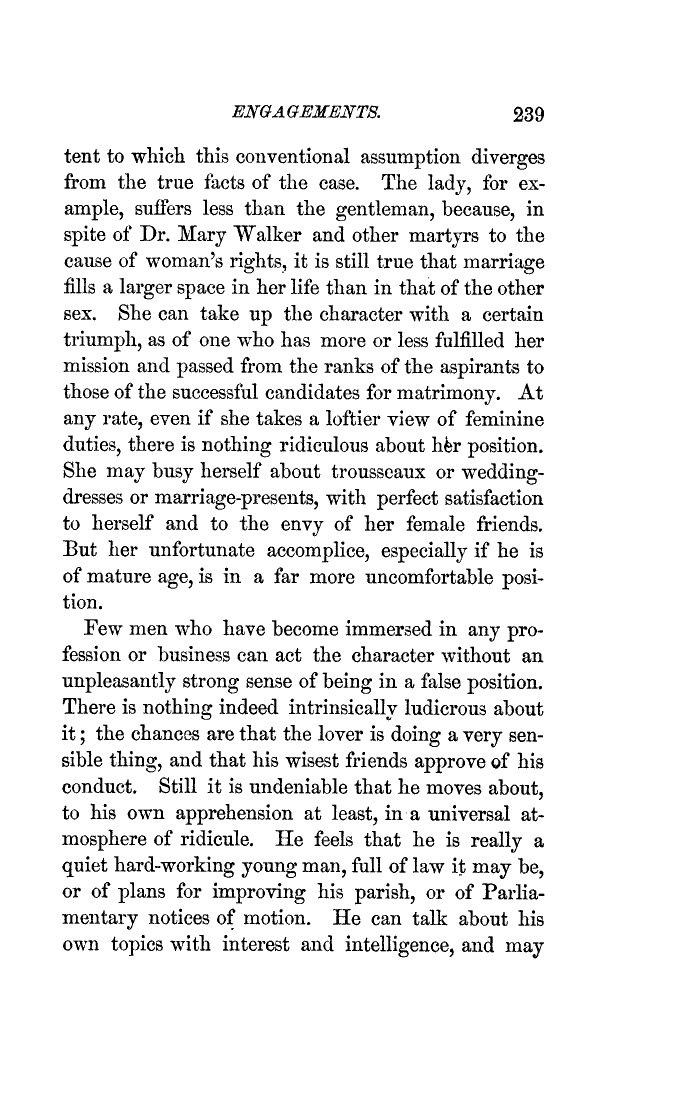 ENGAGEMENTS. 239
tent to which this conventional assumption diverges
from the true facts of the case. The lady, for ex-
ample, suffers less than the gentleman, because, in
spite of Dr. Mary Walker and other martyrs to the
cause of woman's rights, it is still true that marriage
fills a larger space in her life than in that of the other
sex. She can take up the character with a certain
triumph, as of one who has more or less fulfilled her
mission and passed from the ranks of the aspirants to
those of the successful candidates for matrimony. At
any rate, even if she takes a loftier view of feminine
duties, there is nothing ridiculous about her position.
She may busy herself about trousseaux or wedding-
dresses or marriage-presents, with perfect satisfaction
to herself and to the envy of her female friends.
But her unfortunate accomplice, especially if he is
of mature age, is in a far more uncomfortable posi-
tion.
Few men who have become immersed in any pro-
fession or business can act the character without an
unpleasantly strong sense of being in a false position.
There is nothing indeed intrinsically ludicrous about
it; the chances are that the lover is doing a very sen-
sible thing, and that his wisest friends approve of his
conduct. Still it is undeniable that he moves about,
to his own apprehension at least, in a universal at-
mosphere of ridicule. He feels that he is really a
quiet hard-working young man, full of law it may be,
or of plans for improving his parish, or of Parlia-
mentary notices of motion. He can talk about his
own topics with interest and intelligence, and may